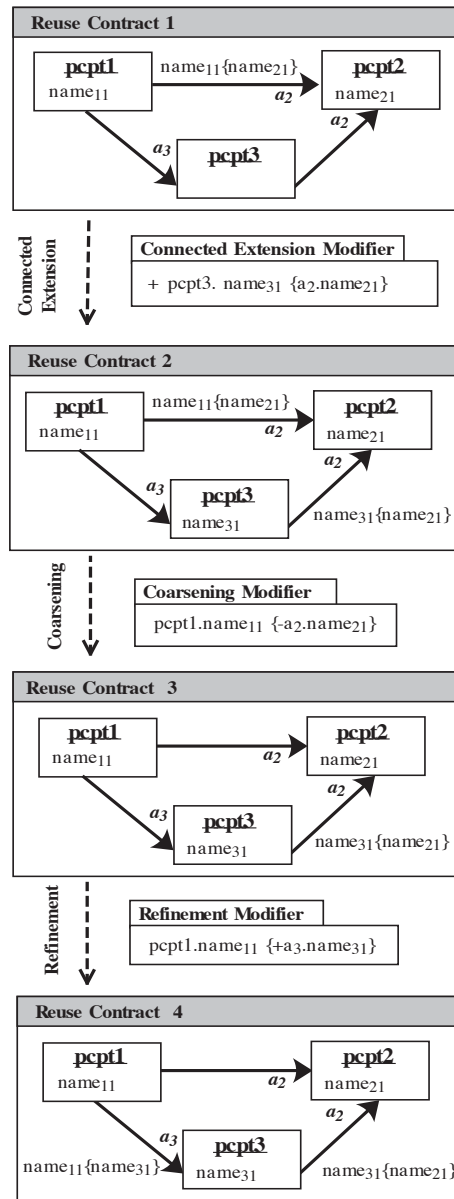 Reuse Contract 1
pcpt1 name₁₁{name₂₁} pcpt2
name₁₁ a₂ name₂₁
a₃ pcpt3 a₂
Connected Extension
Connected Extension Modifier
+ pcpt3. name₃₁ {a₂.name₂₁}
Reuse Contract 2
pcpt1 name₁₁{name₂₁} pcpt2
name₁₁ a₂ name₂₁
a₃ pcpt3 a₂
name₃₁ name₃₁{name₂₁}
Coarsening
Coarsening Modifier
pcpt1.name₁₁ {-a₂.name₂₁}
Reuse Contract 3
pcpt1 pcpt2
name₁₁ a₂ name₂₁
a₃ pcpt3 a₂
name₃₁ name₃₁{name₂₁}
Refinement
Refinement Modifier
pcpt1.name₁₁ {+a₃.name₃₁}
Reuse Contract 4
pcpt1 pcpt2
name₁₁ a₂ name₂₁
a₃ pcpt3 a₂
name₁₁{name₃₁} name₃₁ name₃₁{name₂₁}